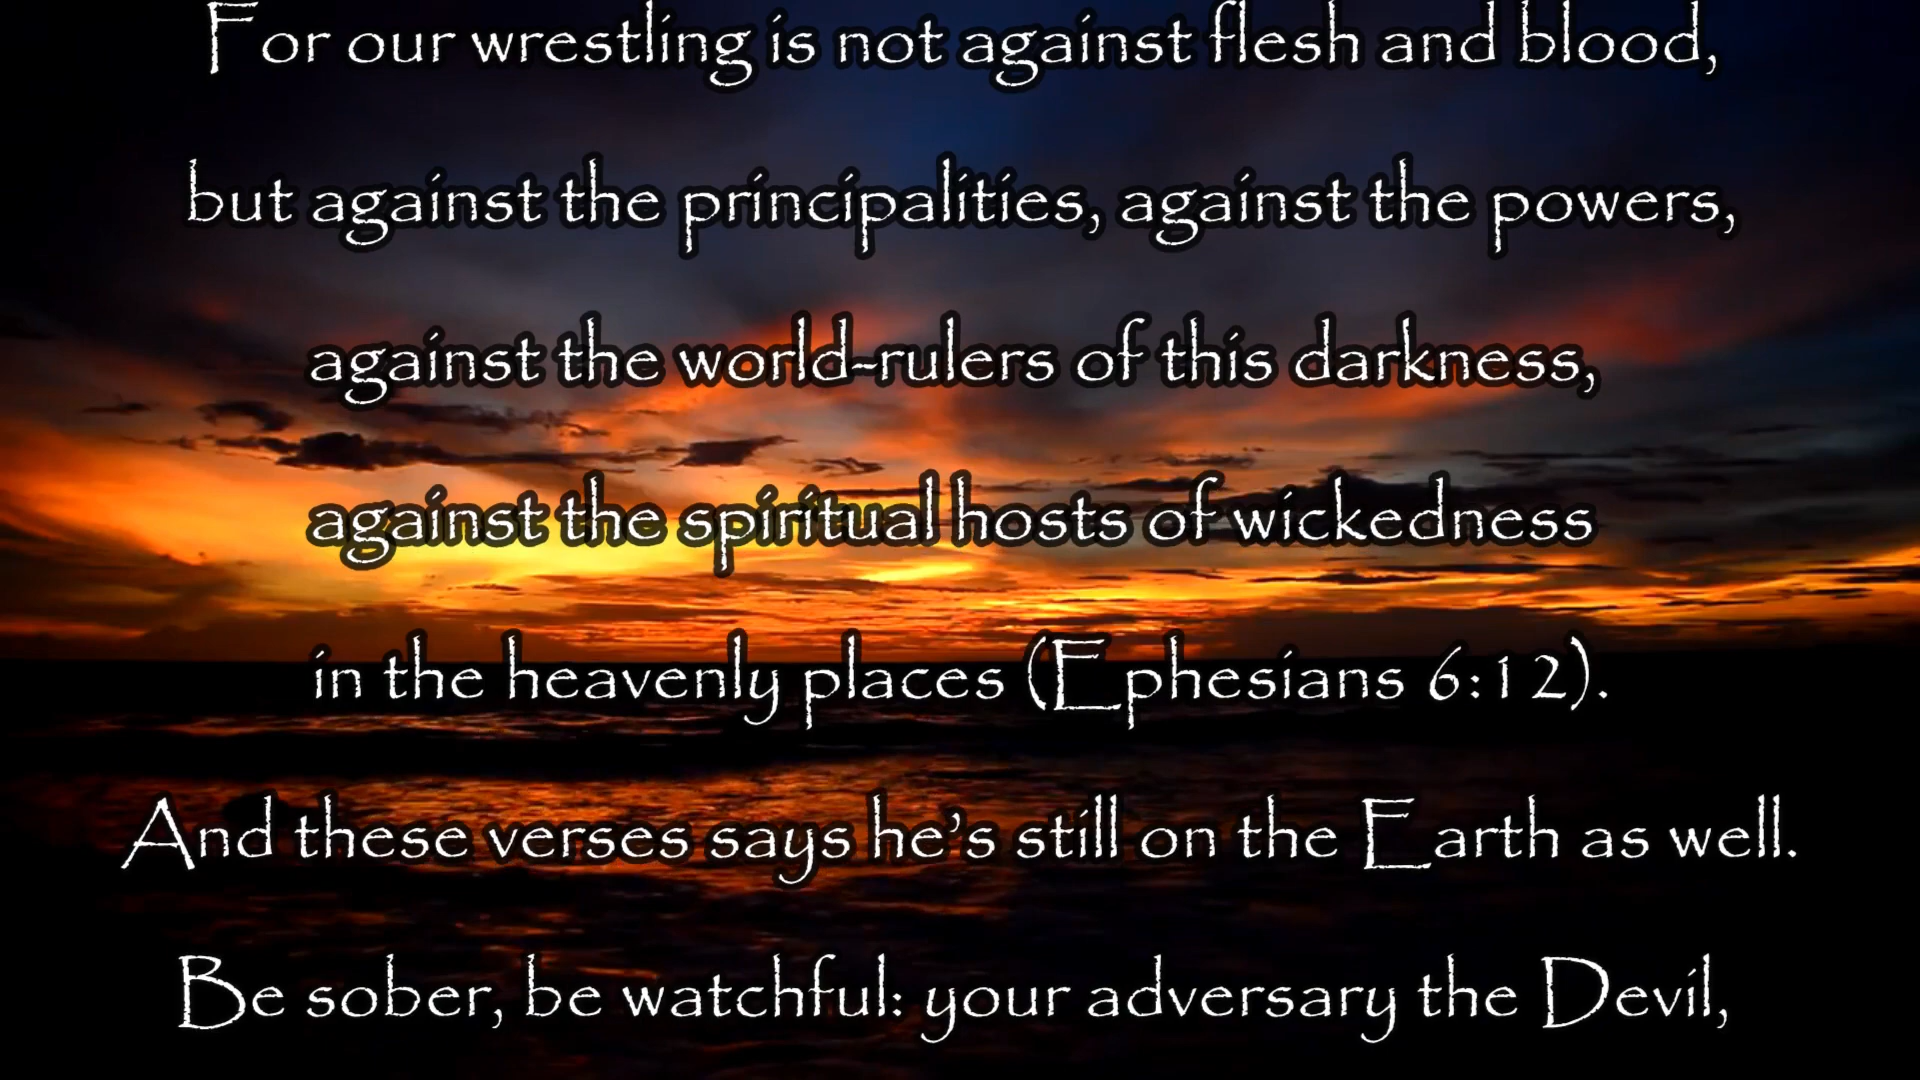 For our wrestling is not against flesh and blood,
but against the principalities, against the powers,
against the world-rulers of this darkness,
against the spiritual hosts of wickedness
in the heavenly places (Ephesians 6:12).
And these verses says he’s still on the Earth as well.
Be sober, be watchful: your adversary the Devil,